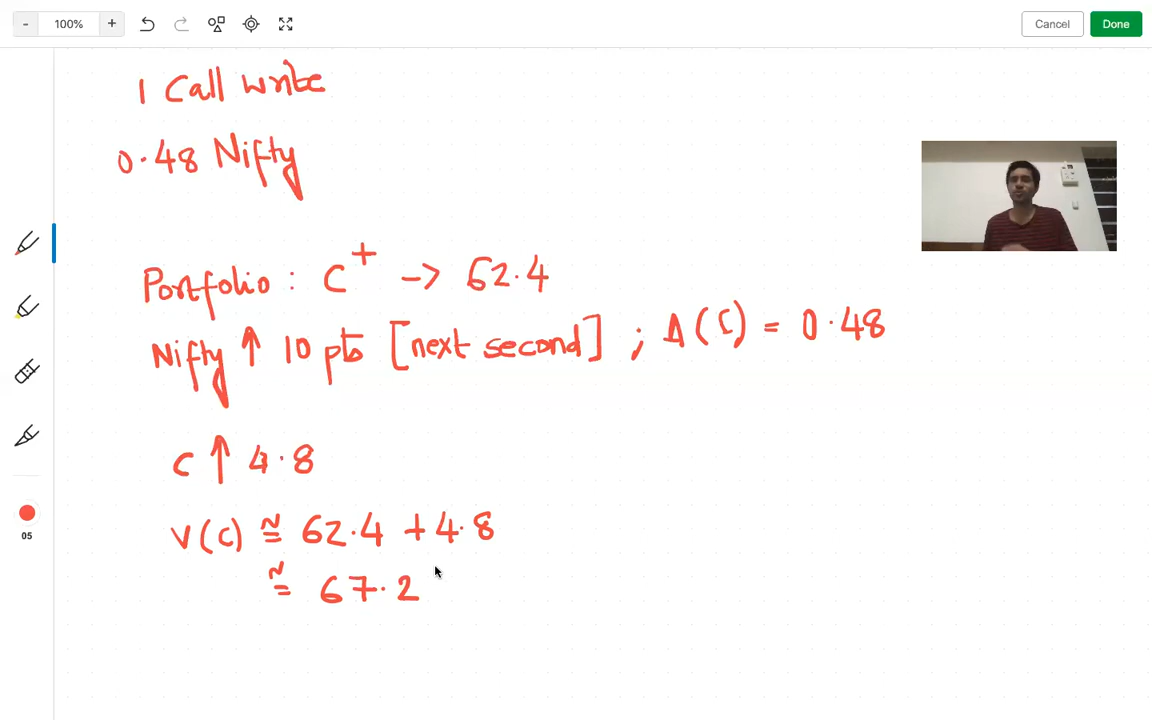 - 100% + Cancel Done
1 Call write
0.48 Nifty
Portfolio : C⁺ -> 62.4
Nifty ↑ 10 pts [next second] ; Δ(C) = 0.48
C ↑ 4.8
V(C) ≅ 62.4 + 4.8
≅ 67.2
05